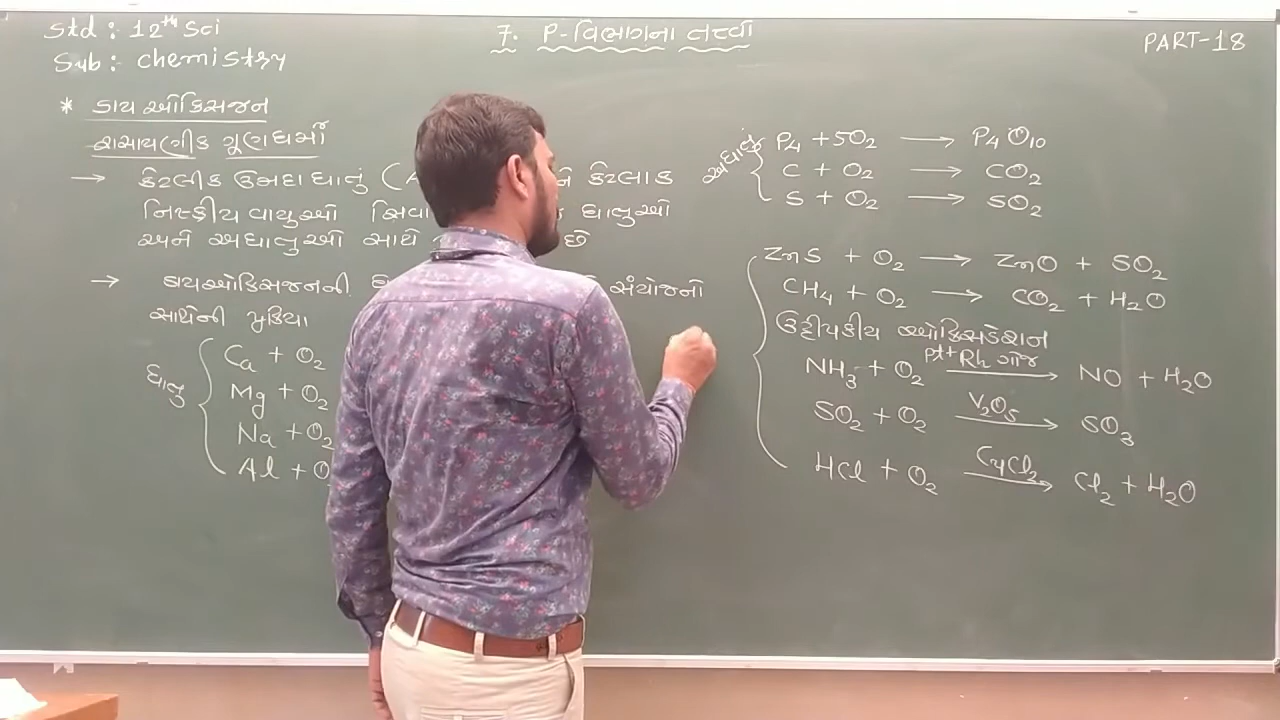 Std : 12th Sci
Sub : chemistry
7. P-વિભાગના તત્ત્વો
PART-18
* ડાયઓક્સિજન
રાસાયણીક ગૂણધર્મો
→ કેટલીક ઉમદા ધાતું (A કેટલાક
નિષ્ક્રીય વાયુઓ સિવા ધાતુઓ
અને અધાતુઓ સાથે છે
→ ડાયઓક્સિજનની સંયોજનો
સાથેની પ્રક્રિયા
ધાતુ
Ca + O₂
Mg + O₂
Na + O₂
Al + O
અધાતુ
P₄ + 5O₂ → P₄O₁₀
C + O₂ → CO₂
S + O₂ → SO₂
ZnS + O₂ → ZnO + SO₂
CH₄ + O₂ → CO₂ + H₂O
ઉદ્દીપકીય ઓક્સિડેશન
Pt+Rh ગૉજ
NH₃ + O₂ → NO + H₂O
V₂O₅
SO₂ + O₂ → SO₃
CuCl₂
HCl + O₂ → Cl₂ + H₂O